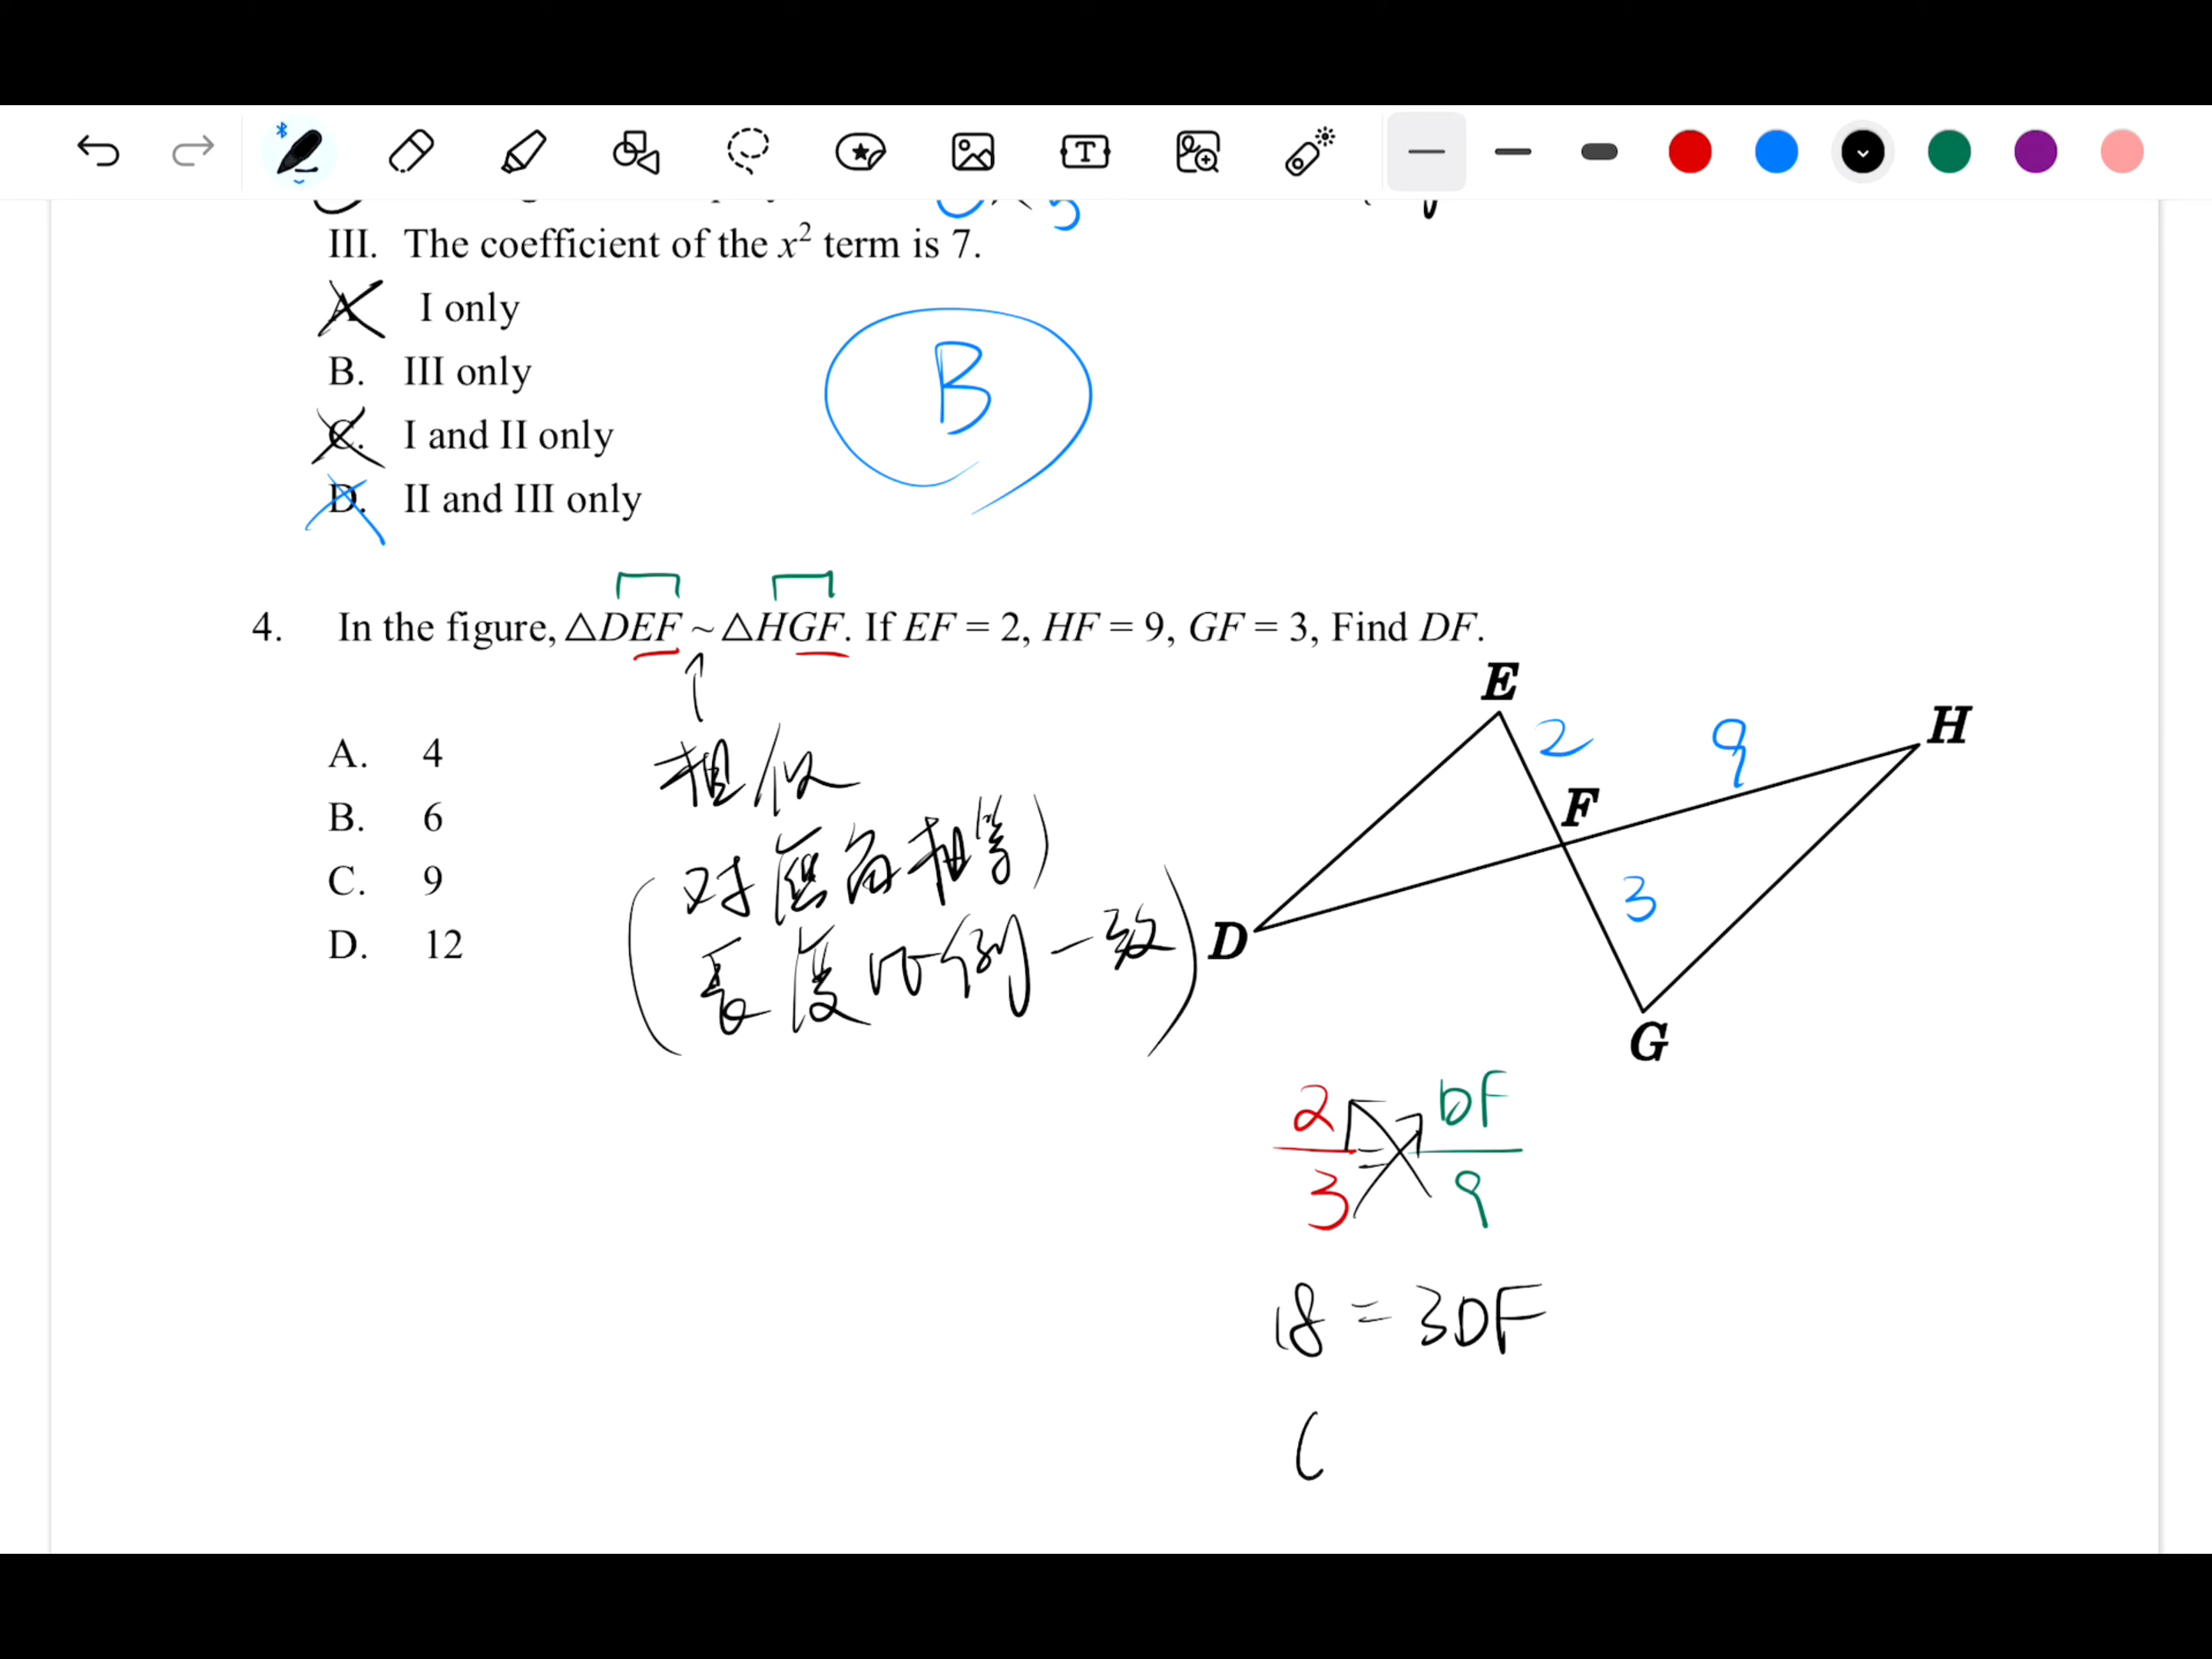 III. The coefficient of the x² term is 7.
A. I only
B. III only
C. I and II only
D. II and III only
B
4. In the figure, △DEF ~ △HGF. If EF = 2, HF = 9, GF = 3, Find DF.
A. 4
B. 6
C. 9
D. 12
相似
(对应角相等)
(长度比例一致)
E
2
9
H
F
3
D
G
2/3 = DF/9
18 = 3DF
(